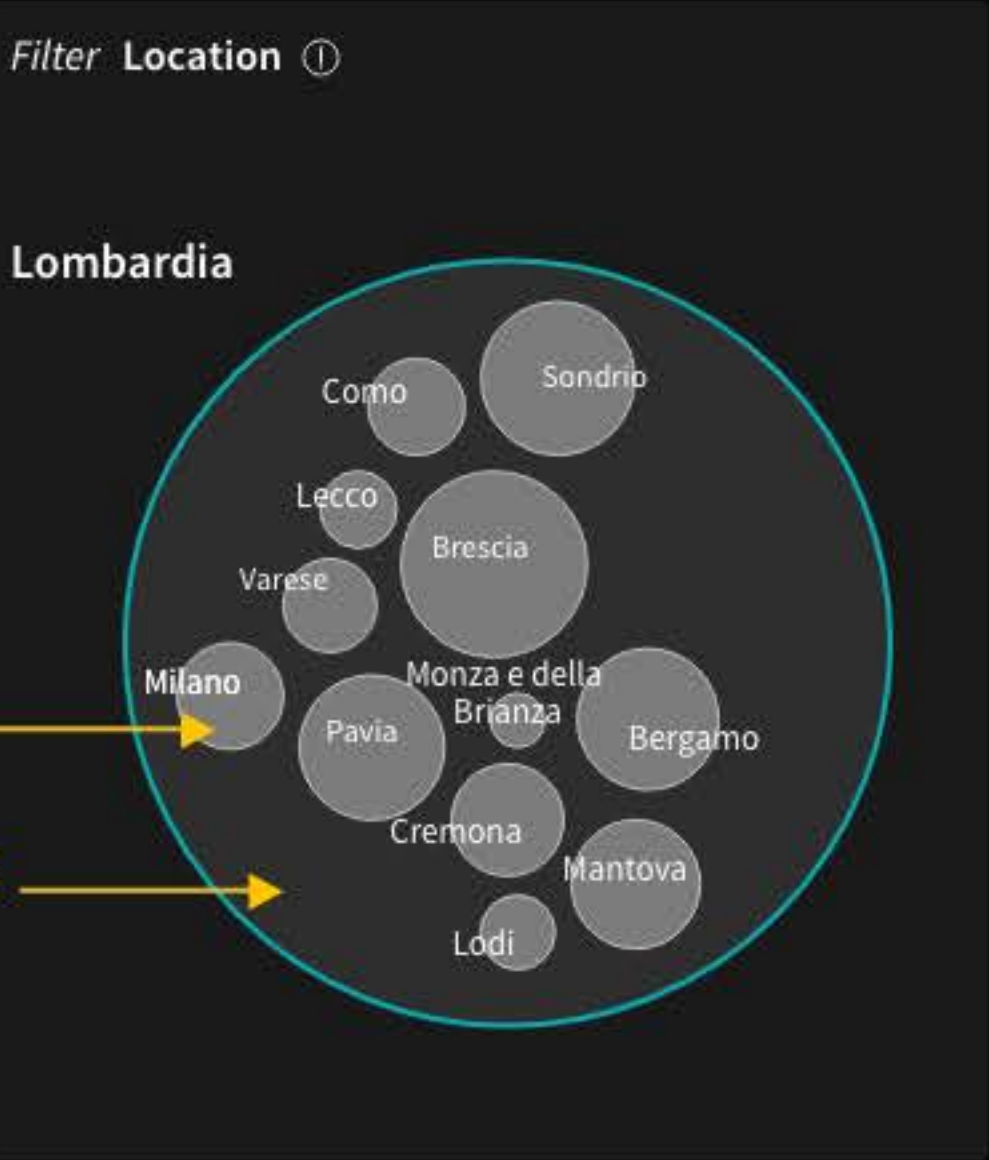 Filter Location
Lombardia
Sondrio
Como
Lecco
Brescia
Varese
Monza e della
Brianza
Milano
Pavia
Bergamo
Cremona
Mantova
Lodi